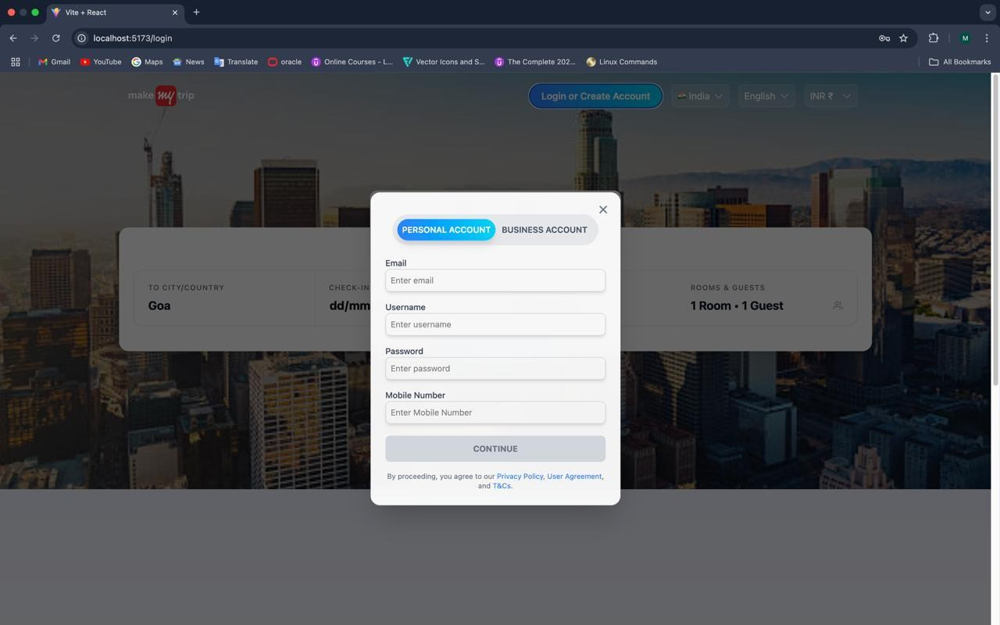 Vite + React
localhost:5173/login
M
Gmail
YouTube
Maps
News
Translate
oracle
Online Courses - L...
Vector Icons and S...
The Complete 202...
Linux Commands
All Bookmarks
make my trip
Login or Create Account
India
English
INR ₹
PERSONAL ACCOUNT
BUSINESS ACCOUNT
Email
Enter email
Username
Enter username
Password
Enter password
Mobile Number
Enter Mobile Number
CONTINUE
By proceeding, you agree to our Privacy Policy, User Agreement,
and T&Cs.
TO CITY/COUNTRY
Goa
CHECK-IN
dd/mm
ROOMS & GUESTS
1 Room • 1 Guest